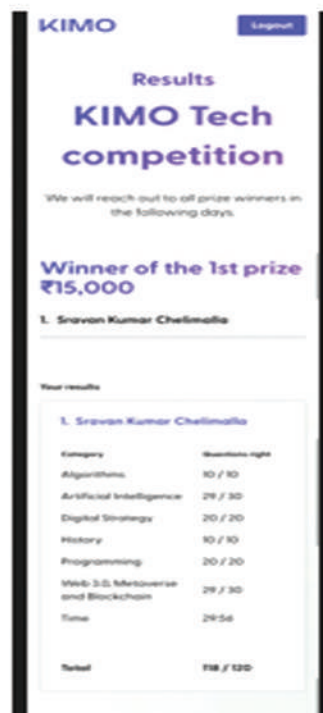 KIMO
Logout
Results
KIMO Tech
competition
We will reach out to all prize winners in
the following days.
Winner of the 1st prize
₹15,000
1. Sravan Kumar Chelimalla
Your results
1. Sravan Kumar Chelimalla
Category Questions right
Algorithms 10 / 10
Artificial Intelligence 29 / 30
Digital Strategy 20 / 20
History 10 / 10
Programming 20 / 20
Web 3.0, Metaverse
and Blockchain 29 / 30
Time 29:56
Total 118 / 120